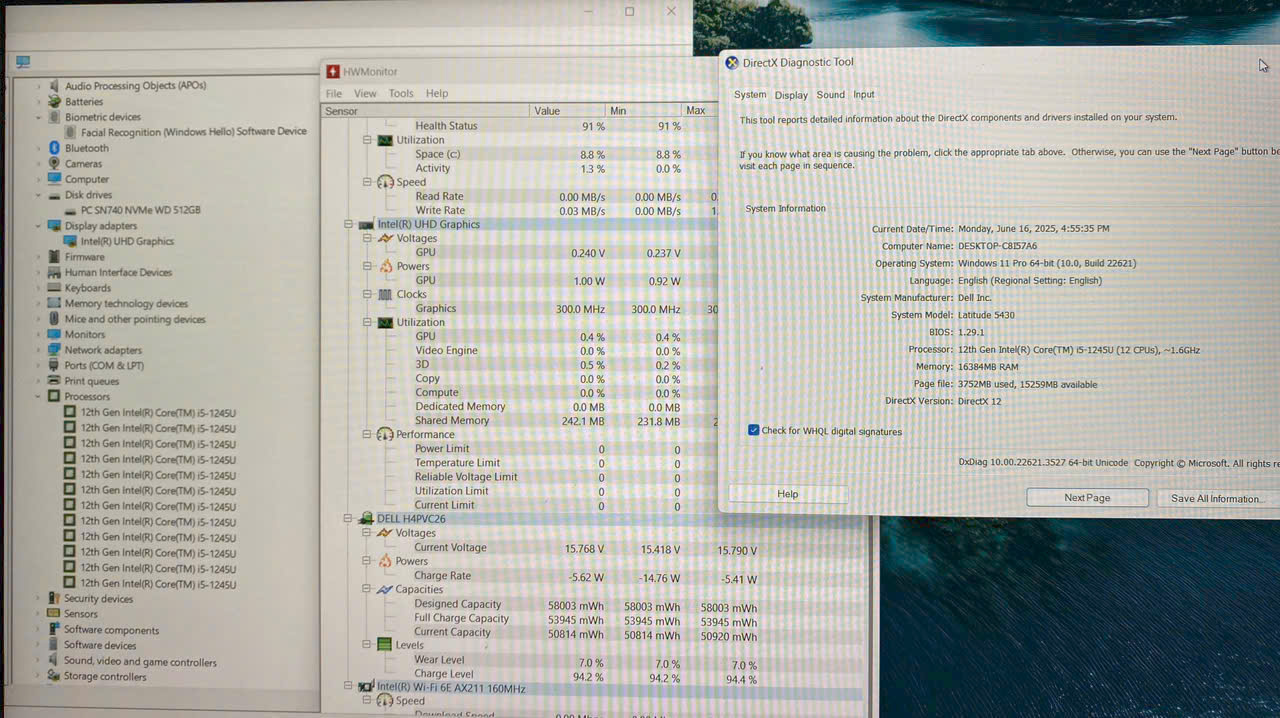 Audio Processing Objects (APOs)
Batteries
Biometric devices
Facial Recognition (Windows Hello) Software Device
Bluetooth
Cameras
Computer
Disk drives
PC SN740 NVMe WD 512GB
Display adapters
Intel(R) UHD Graphics
Firmware
Human Interface Devices
Keyboards
Memory technology devices
Mice and other pointing devices
Monitors
Network adapters
Ports (COM & LPT)
Print queues
Processors
12th Gen Intel(R) Core(TM) i5-1245U
12th Gen Intel(R) Core(TM) i5-1245U
12th Gen Intel(R) Core(TM) i5-1245U
12th Gen Intel(R) Core(TM) i5-1245U
12th Gen Intel(R) Core(TM) i5-1245U
12th Gen Intel(R) Core(TM) i5-1245U
12th Gen Intel(R) Core(TM) i5-1245U
12th Gen Intel(R) Core(TM) i5-1245U
12th Gen Intel(R) Core(TM) i5-1245U
12th Gen Intel(R) Core(TM) i5-1245U
12th Gen Intel(R) Core(TM) i5-1245U
12th Gen Intel(R) Core(TM) i5-1245U
Security devices
Sensors
Software components
Software devices
Sound, video and game controllers
Storage controllers
HWMonitor
File View Tools Help
Sensor Value Min Max
Health Status 91 % 91 %
Utilization
Space (c:) 8.8 % 8.8 %
Activity 1.3 % 0.0 %
Speed
Read Rate 0.00 MB/s 0.00 MB/s 0.
Write Rate 0.03 MB/s 0.00 MB/s 1.
Intel(R) UHD Graphics
Voltages
GPU 0.240 V 0.237 V
Powers
GPU 1.00 W 0.92 W
Clocks
Graphics 300.0 MHz 300.0 MHz 30
Utilization
GPU 0.4 % 0.4 %
Video Engine 0.0 % 0.0 %
3D 0.5 % 0.2 %
Copy 0.0 % 0.0 %
Compute 0.0 % 0.0 %
Dedicated Memory 0.0 MB 0.0 MB
Shared Memory 242.1 MB 231.8 MB 2
Performance
Power Limit 0 0
Temperature Limit 0 0
Reliable Voltage Limit 0 0
Utilization Limit 0 0
Current Limit 0 0
DELL H4PVC26
Voltages
Current Voltage 15.768 V 15.418 V 15.790 V
Powers
Charge Rate -5.62 W -14.76 W -5.41 W
Capacities
Designed Capacity 58003 mWh 58003 mWh 58003 mWh
Full Charge Capacity 53945 mWh 53945 mWh 53945 mWh
Current Capacity 50814 mWh 50814 mWh 50920 mWh
Levels
Wear Level 7.0 % 7.0 % 7.0 %
Charge Level 94.2 % 94.2 % 94.4 %
Intel(R) Wi-Fi 6E AX211 160MHz
Speed
Download Speed 0.00 0.00
DirectX Diagnostic Tool
System Display Sound Input
This tool reports detailed information about the DirectX components and drivers installed on your system.
If you know what area is causing the problem, click the appropriate tab above. Otherwise, you can use the "Next Page" button be
visit each page in sequence.
System Information
Current Date/Time: Monday, June 16, 2025, 4:55:35 PM
Computer Name: DESKTOP-C8I57A6
Operating System: Windows 11 Pro 64-bit (10.0, Build 22621)
Language: English (Regional Setting: English)
System Manufacturer: Dell Inc.
System Model: Latitude 5430
BIOS: 1.29.1
Processor: 12th Gen Intel(R) Core(TM) i5-1245U (12 CPUs), ~1.6GHz
Memory: 16384MB RAM
Page file: 3752MB used, 15259MB available
DirectX Version: DirectX 12
Check for WHQL digital signatures
DxDiag 10.00.22621.3527 64-bit Unicode Copyright © Microsoft. All rights re
Help Next Page Save All Information...